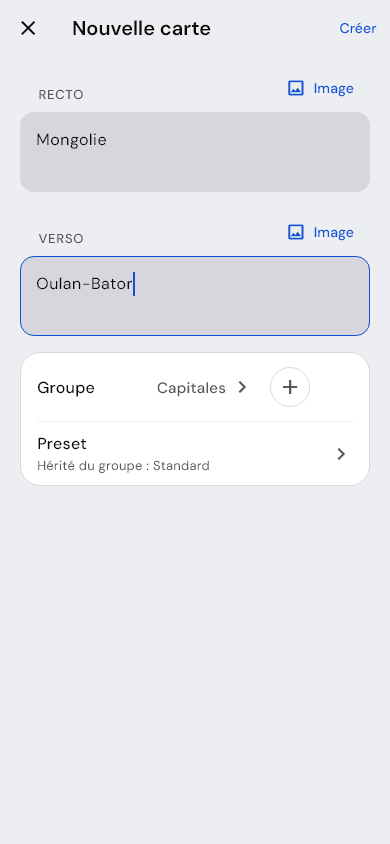 Nouvelle carte
Créer
RECTO
Image
Mongolie
VERSO
Image
Oulan-Bator
Groupe
Capitales
Preset
Hérité du groupe : Standard